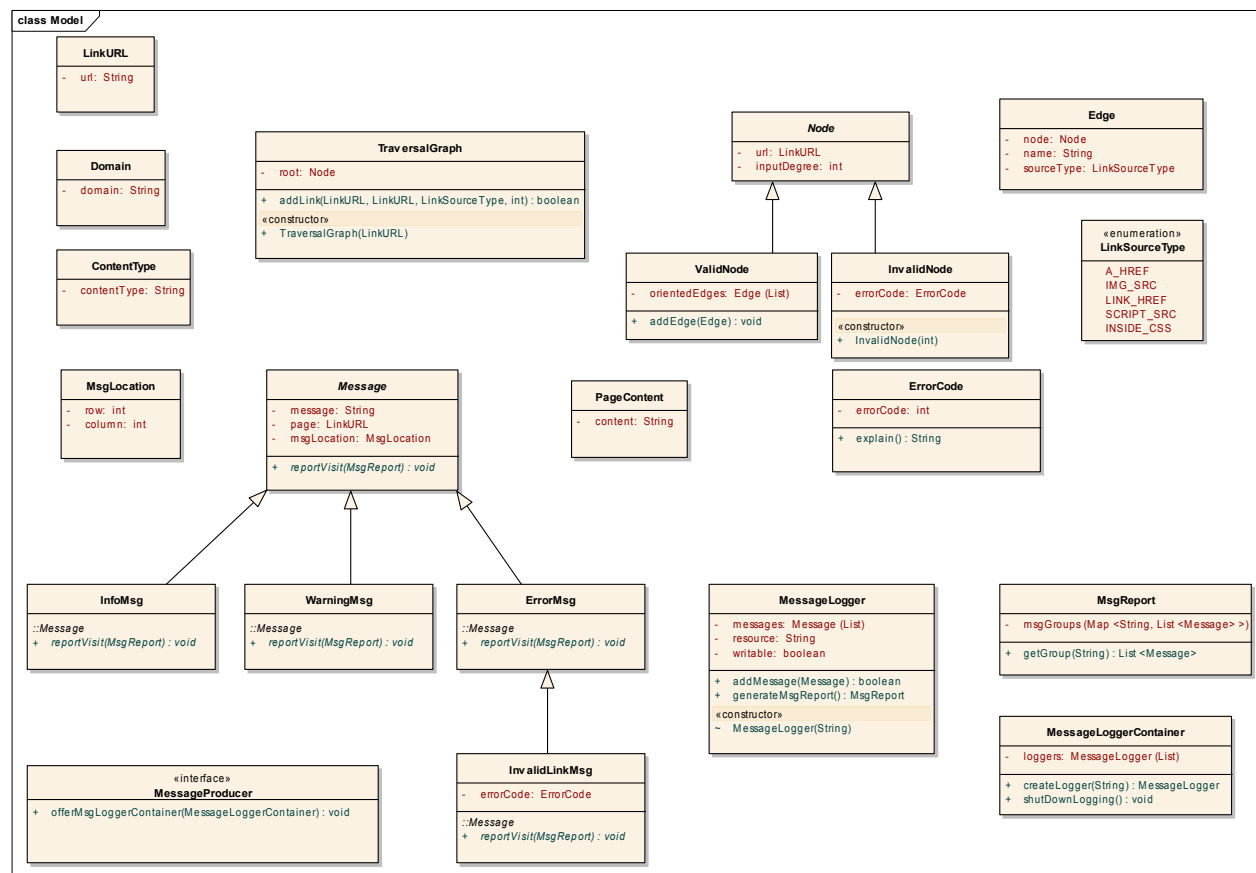 class Model
LinkURL
- url: String
Domain
- domain: String
ContentType
- contentType: String
TraversalGraph
- root: Node
+ addLink(LinkURL, LinkURL, LinkSourceType, int) : boolean
«constructor»
+ TraversalGraph(LinkURL)
Node
- url: LinkURL
- inputDegree: int
Edge
- node: Node
- name: String
- sourceType: LinkSourceType
ValidNode
- orientedEdges: Edge (List)
+ addEdge(Edge) : void
InvalidNode
- errorCode: ErrorCode
«constructor»
+ InvalidNode(int)
«enumeration»
LinkSourceType
A_HREF
IMG_SRC
LINK_HREF
SCRIPT_SRC
INSIDE_CSS
MsgLocation
- row: int
- column: int
Message
- message: String
- page: LinkURL
- msgLocation: MsgLocation
+ reportVisit(MsgReport) : void
PageContent
- content: String
ErrorCode
- errorCode: int
+ explain() : String
InfoMsg
::Message
+ reportVisit(MsgReport) : void
WarningMsg
::Message
+ reportVisit(MsgReport) : void
ErrorMsg
::Message
+ reportVisit(MsgReport) : void
MessageLogger
- messages: Message (List)
- resource: String
- writable: boolean
+ addMessage(Message) : boolean
+ generateMsgReport() : MsgReport
«constructor»
~ MessageLogger(String)
MsgReport
- msgGroups (Map <String, List <Message> >)
+ getGroup(String) : List <Message>
MessageLoggerContainer
- loggers: MessageLogger (List)
+ createLogger(String) : MessageLogger
+ shutDownLogging() : void
«interface»
MessageProducer
+ offerMsgLoggerContainer(MessageLoggerContainer) : void
InvalidLinkMsg
- errorCode: ErrorCode
::Message
+ reportVisit(MsgReport) : void